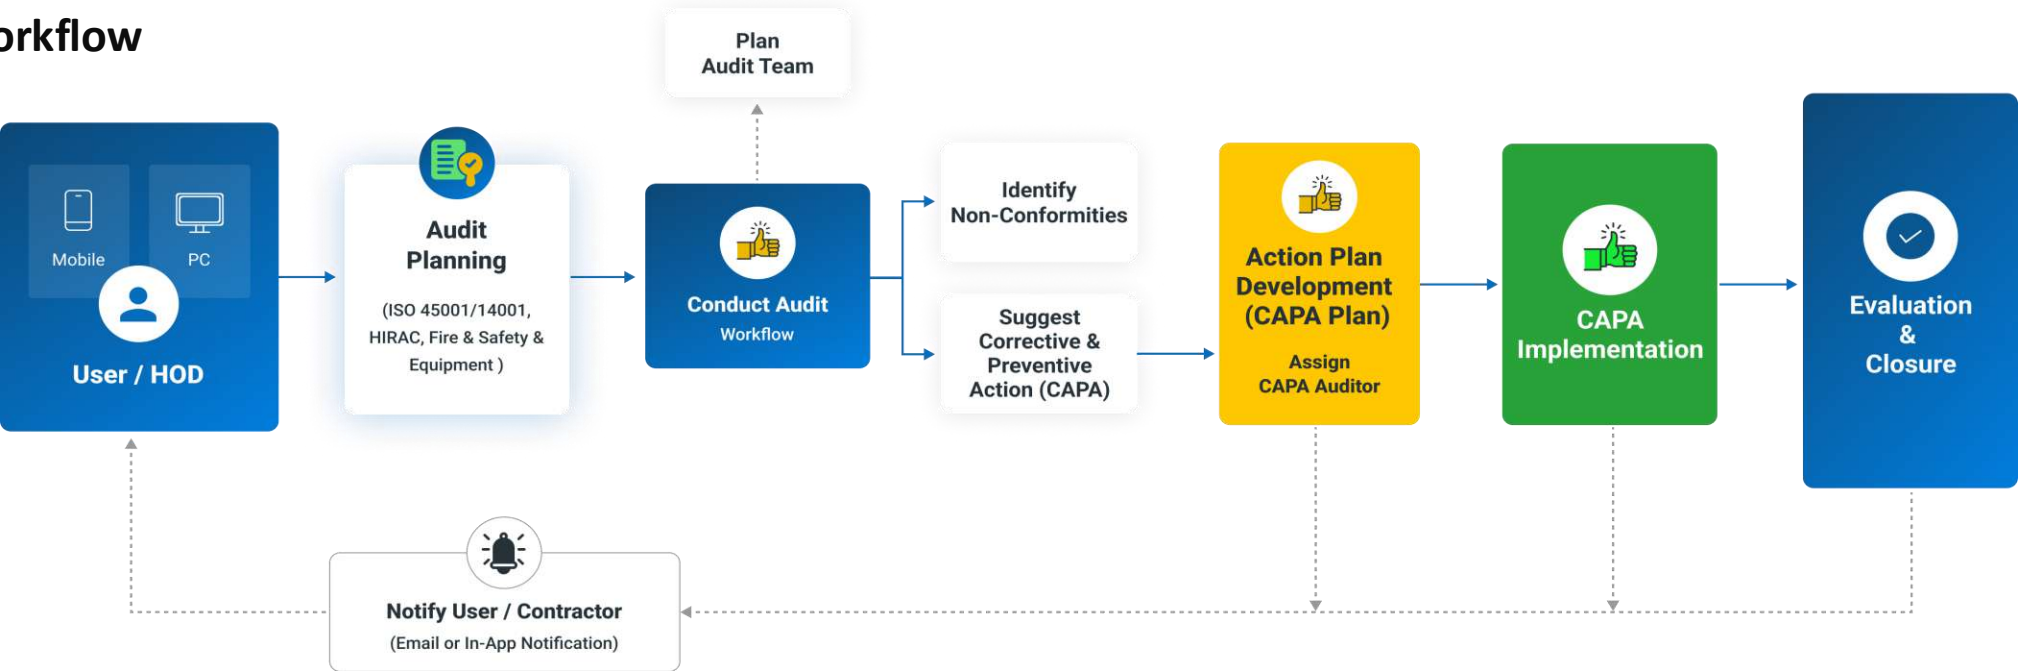 orkflow
Plan
Audit Team
Mobile
PC
User / HOD
Audit
Planning
(ISO 45001/14001,
HIRAC, Fire & Safety &
Equipment )
Conduct Audit
Workflow
Identify
Non-Conformities
Suggest
Corrective &
Preventive
Action (CAPA)
Action Plan
Development
(CAPA Plan)
Assign
CAPA Auditor
CAPA
Implementation
Evaluation
&
Closure
Notify User / Contractor
(Email or In-App Notification)